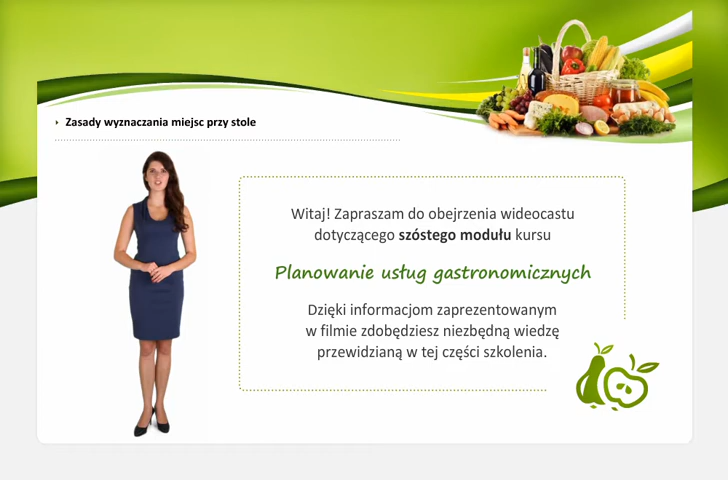 Zasady wyznaczania miejsc przy stole
Witaj! Zapraszam do obejrzenia wideocastu
dotyczącego szóstego modułu kursu
Planowanie usług gastronomicznych
Dzięki informacjom zaprezentowanym
w filmie zdobędziesz niezbędną wiedzę
przewidzianą w tej części szkolenia.